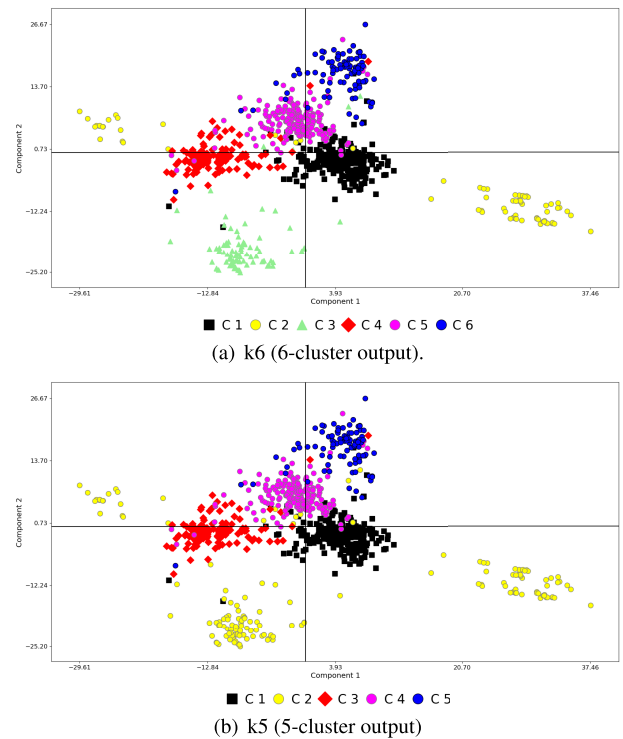 26.67
13.70
0.73
−12.24
−25.20
Component 2
−29.61 −12.84 3.93 20.70 37.46
Component 1
C 1 C 2 C 3 C 4 C 5 C 6
(a) k6 (6-cluster output).
26.67
13.70
0.73
−12.24
−25.20
Component 2
−29.61 −12.84 3.93 20.70 37.46
Component 1
C 1 C 2 C 3 C 4 C 5
(b) k5 (5-cluster output)